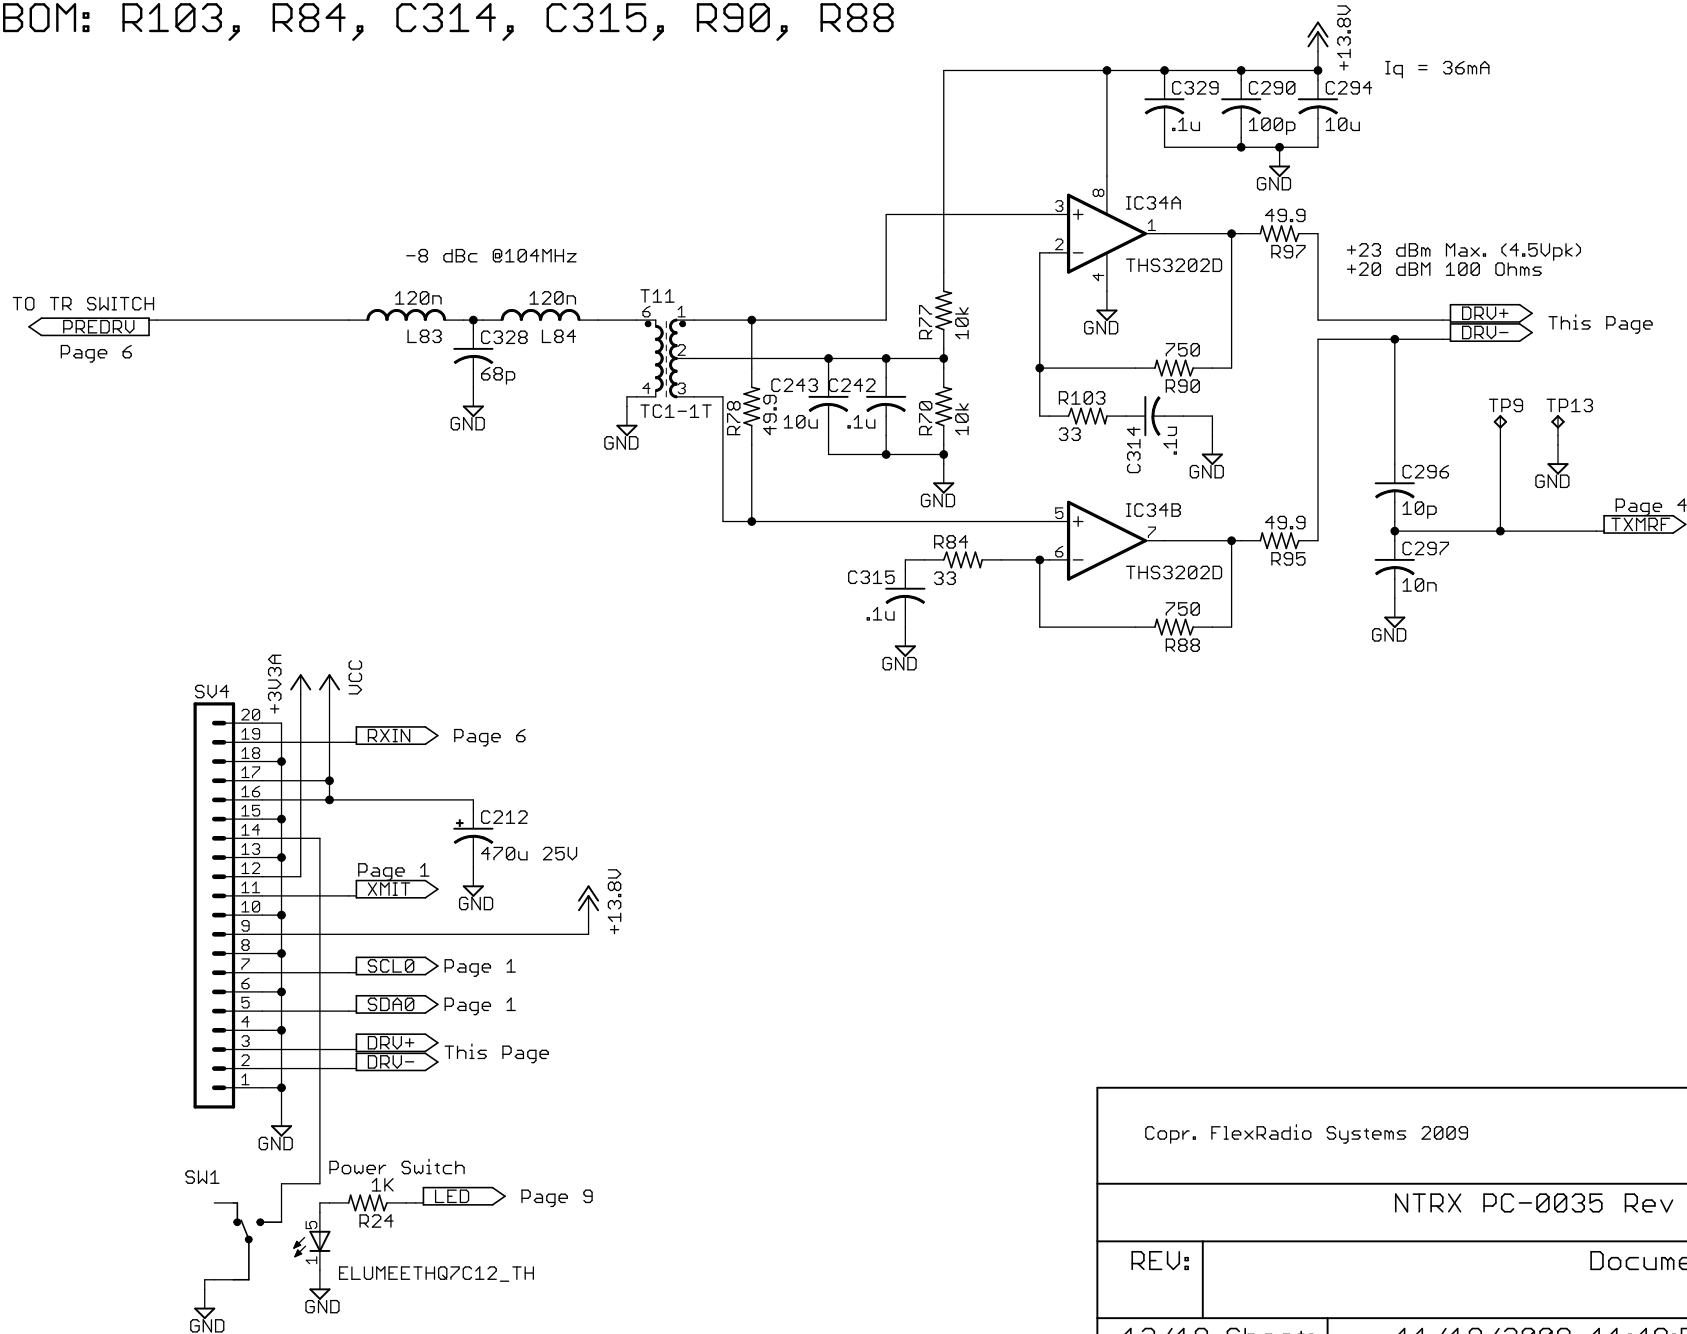 BOM: R103, R84, C314, C315, R90, R88
+13.8V
Iq = 36mA
C329
.1u
C290
100p
C294
10u
GND
IC34A
THS3202D
3
2
8
4
1
GND
49.9
R97
+23 dBm Max. (4.5Vpk)
+20 dBM 100 Ohms
DRV+
DRV-
This Page
-8 dBc @104MHz
TO TR SWITCH
PREDRV
Page 6
120n
L83
120n
L84
C328
68p
GND
T11
6
4
1
2
3
TC1-1T
GND
R78
49.9
C243
10u
C242
.1u
R77
10k
R70
10k
GND
750
R90
R103
33
C314
.1u
GND
IC34B
THS3202D
5
6
7
49.9
R95
R84
33
C315
.1u
GND
750
R88
C296
10p
C297
10n
GND
TP9
TP13
GND
Page 4
TXMRF
SV4
+3V3A
VCC
20
19
18
17
16
15
14
13
12
11
10
9
8
7
6
5
4
3
2
1
RXIN
Page 6
C212
470u 25V
GND
Page 1
XMIT
+13.8V
SCL0
Page 1
SDA0
Page 1
DRV+
DRV-
This Page
GND
SW1
Power Switch
1K
R24
LED
Page 9
5
1
ELUMEETHQ7C12_TH
GND
GND
Copr. FlexRadio Systems 2009
NTRX PC-0035 Rev
REV:
Docume